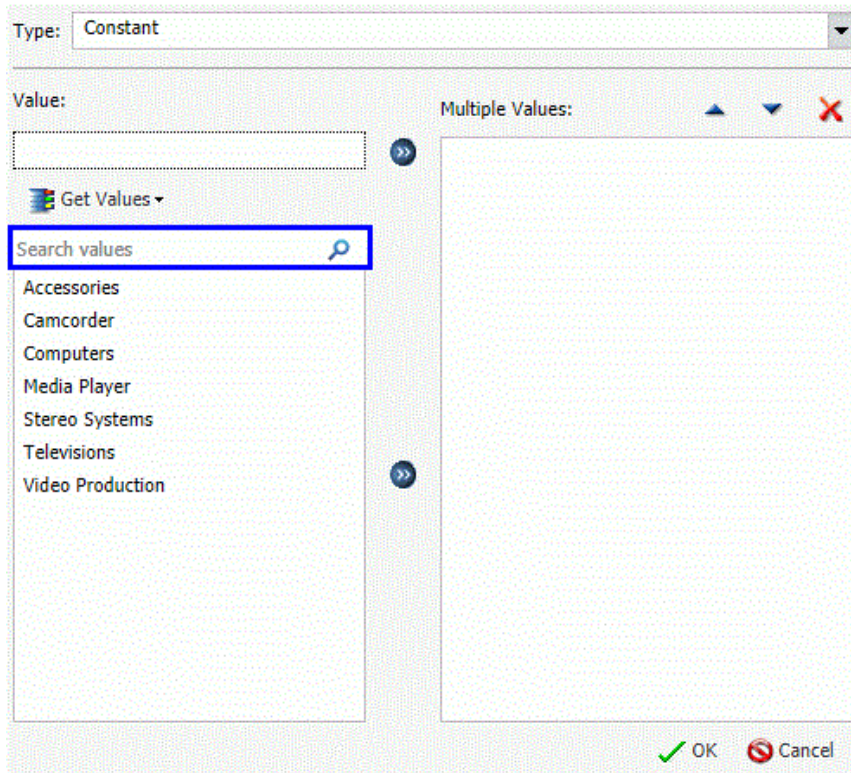 Type: Constant
Value:
Multiple Values:
Get Values
Search values
Accessories
Camcorder
Computers
Media Player
Stereo Systems
Televisions
Video Production
OK Cancel